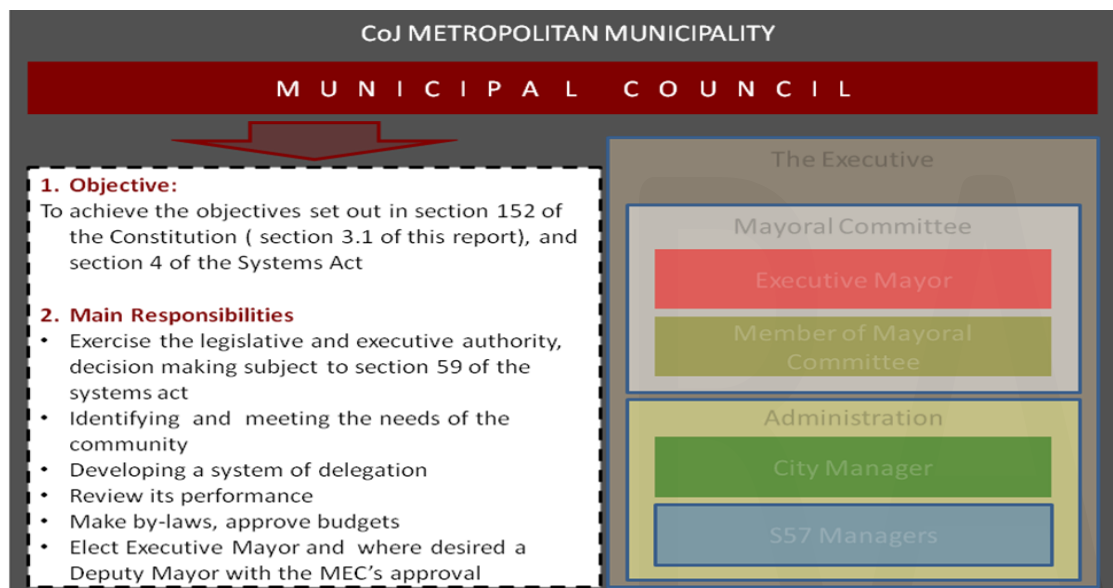 CoJ METROPOLITAN MUNICIPALITY
MUNICIPAL COUNCIL
1. Objective:
To achieve the objectives set out in section 152 of
the Constitution ( section 3.1 of this report), and
section 4 of the Systems Act
2. Main Responsibilities
• Exercise the legislative and executive authority,
decision making subject to section 59 of the
systems act
• Identifying and meeting the needs of the
community
• Developing a system of delegation
• Review its performance
• Make by-laws, approve budgets
• Elect Executive Mayor and where desired a
Deputy Mayor with the MEC’s approval
The Executive
Mayoral Committee
Executive Mayor
Member of Mayoral
Committee
Administration
City Manager
S57 Managers